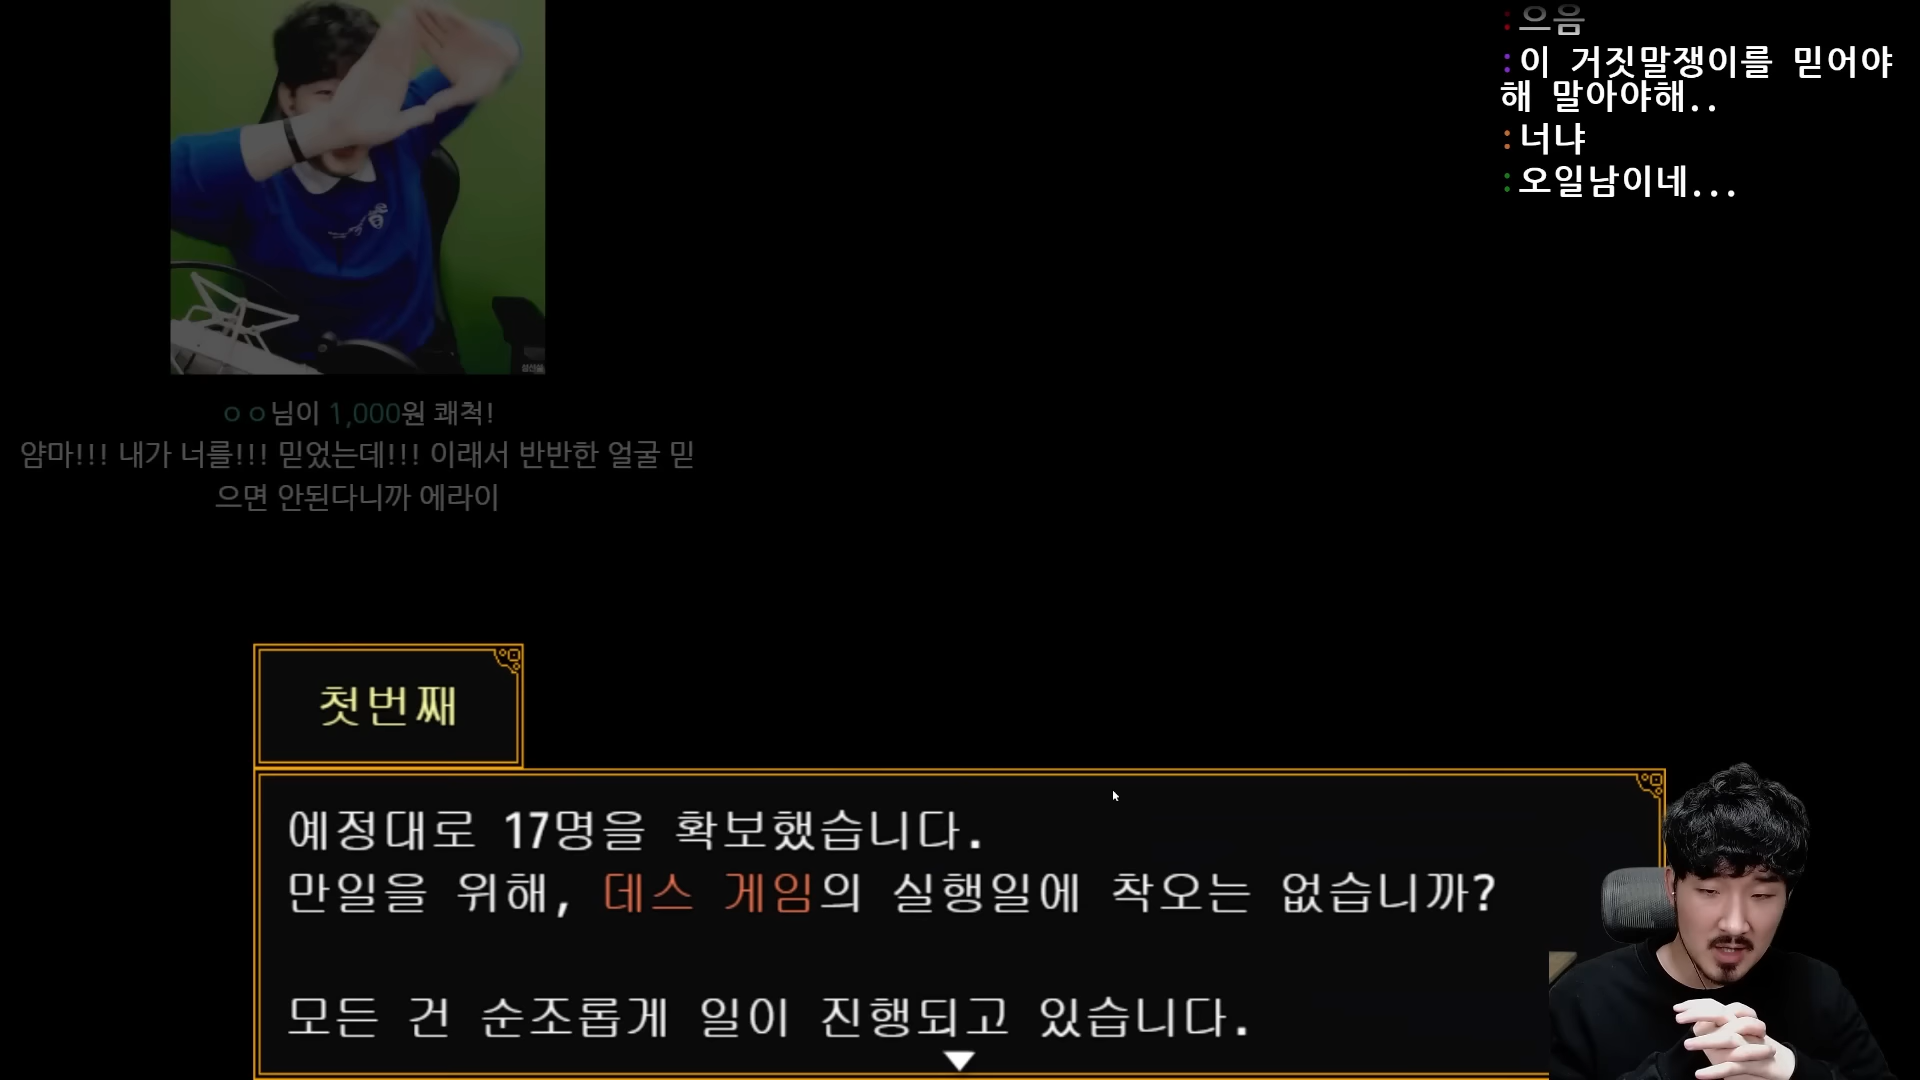 : 으음
: 이 거짓말쟁이를 믿어야
해 말아야해..
: 너냐
: 오일남이네...
ㅇㅇ님이 1,000원 쾌척!
얌마!!! 내가 너를!!! 믿었는데!!! 이래서 반반한 얼굴 믿
으면 안된다니까 에라이
첫번째
예정대로 17명을 확보했습니다.
만일을 위해, 데스 게임의 실행일에 착오는 없습니까?
모든 건 순조롭게 일이 진행되고 있습니다.